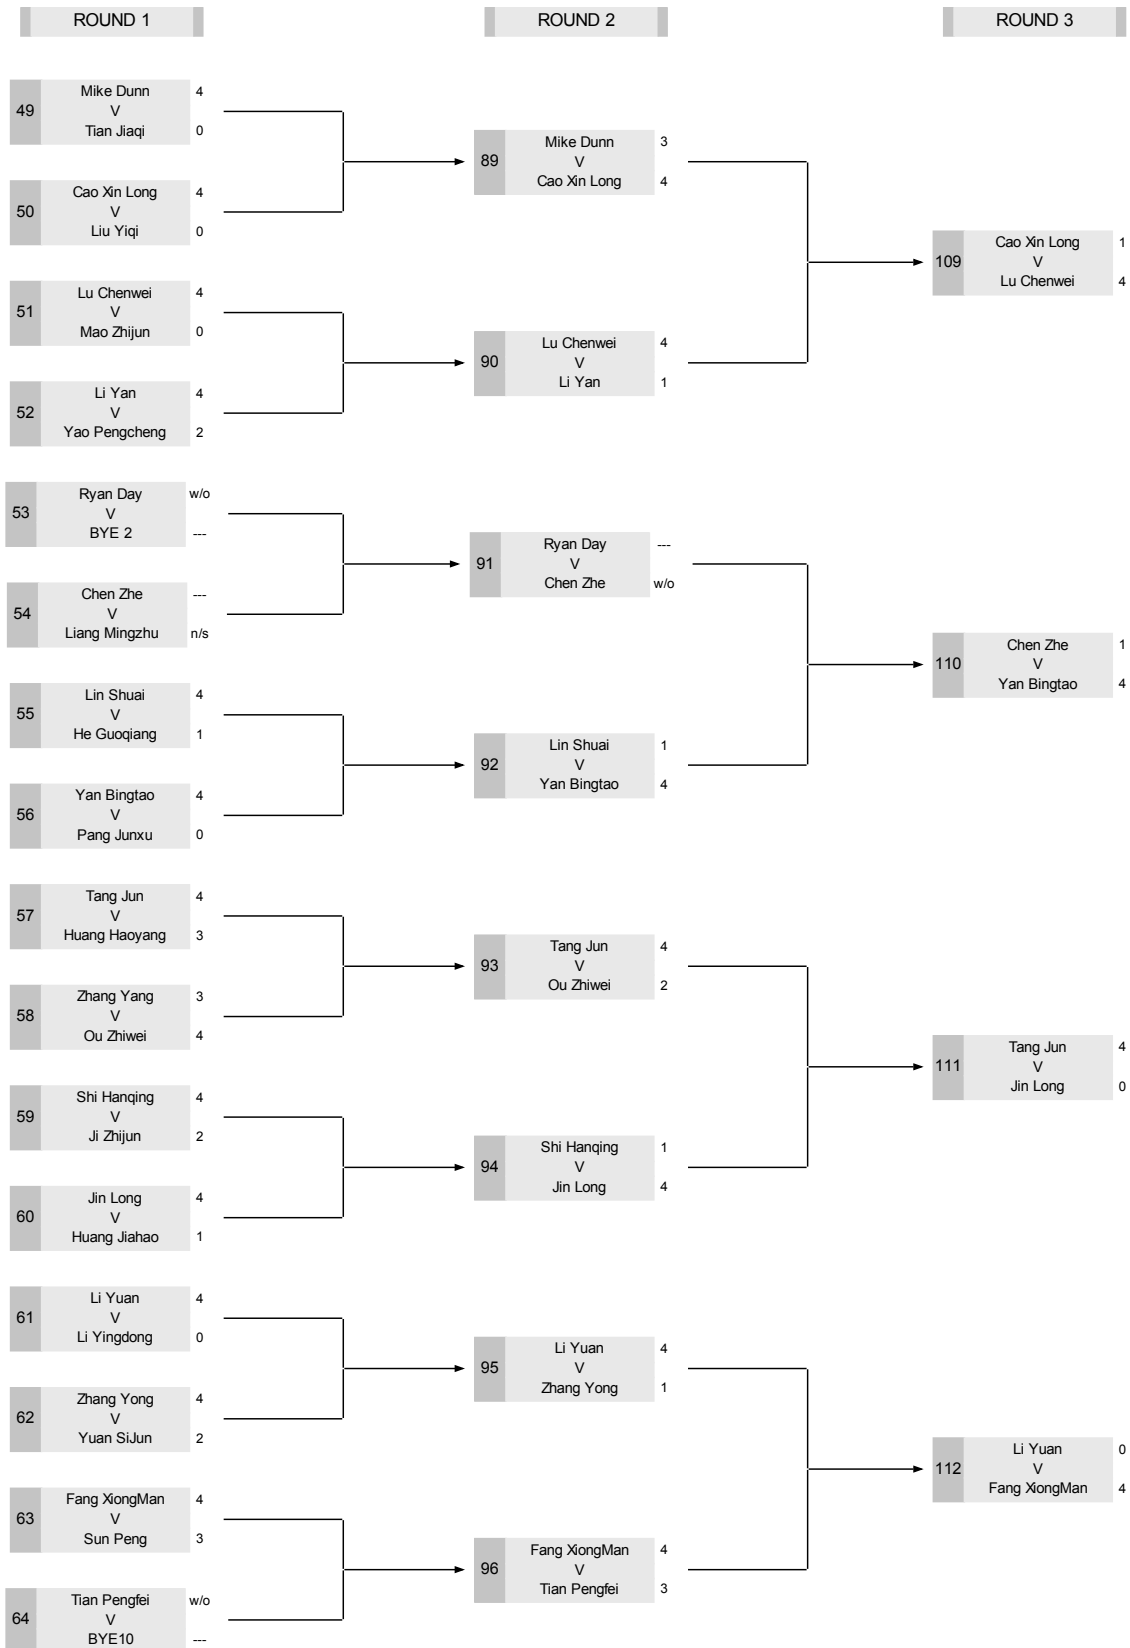 ROUND 1
ROUND 2
ROUND 3
49
Mike Dunn 4
V
Tian Jiaqi 0
50
Cao Xin Long 4
V
Liu Yiqi 0
51
Lu Chenwei 4
V
Mao Zhijun 0
52
Li Yan 4
V
Yao Pengcheng 2
53
Ryan Day w/o
V
BYE 2 ---
54
Chen Zhe ---
V
Liang Mingzhu n/s
55
Lin Shuai 4
V
He Guoqiang 1
56
Yan Bingtao 4
V
Pang Junxu 0
57
Tang Jun 4
V
Huang Haoyang 3
58
Zhang Yang 3
V
Ou Zhiwei 4
59
Shi Hanqing 4
V
Ji Zhijun 2
60
Jin Long 4
V
Huang Jiahao 1
61
Li Yuan 4
V
Li Yingdong 0
62
Zhang Yong 4
V
Yuan SiJun 2
63
Fang XiongMan 4
V
Sun Peng 3
64
Tian Pengfei w/o
V
BYE10 ---
89
Mike Dunn 3
V
Cao Xin Long 4
90
Lu Chenwei 4
V
Li Yan 1
91
Ryan Day ---
V
Chen Zhe w/o
92
Lin Shuai 1
V
Yan Bingtao 4
93
Tang Jun 4
V
Ou Zhiwei 2
94
Shi Hanqing 1
V
Jin Long 4
95
Li Yuan 4
V
Zhang Yong 1
96
Fang XiongMan 4
V
Tian Pengfei 3
109
Cao Xin Long 1
V
Lu Chenwei 4
110
Chen Zhe 1
V
Yan Bingtao 4
111
Tang Jun 4
V
Jin Long 0
112
Li Yuan 0
V
Fang XiongMan 4